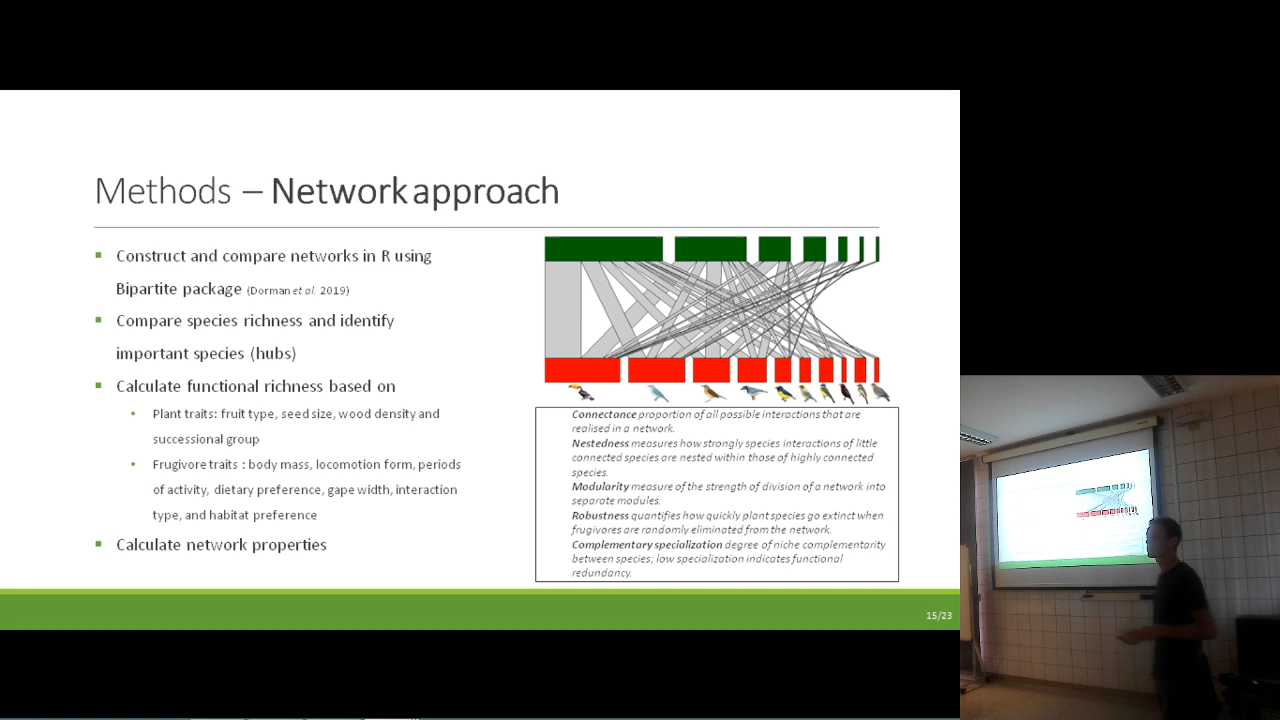 Methods – Network approach
Construct and compare networks in R using
Bipartite package (Dorman et al. 2019)
Compare species richness and identify
important species (hubs)
Calculate functional richness based on
Plant traits: fruit type, seed size, wood density and
successional group
Frugivore traits : body mass, locomotion form, periods
of activity, dietary preference, gape width, interaction
type, and habitat preference
Calculate network properties
Connectance proportion of all possible interactions that are
realised in a network.
Nestedness measures how strongly species interactions of little
connected species are nested within those of highly connected
species.
Modularity measure of the strength of division of a network into
separate modules.
Robustness quantifies how quickly plant species go extinct when
frugivores are randomly eliminated from the network.
Complementary specialization degree of niche complementarity
between species; low specialization indicates functional
redundancy.
15/23